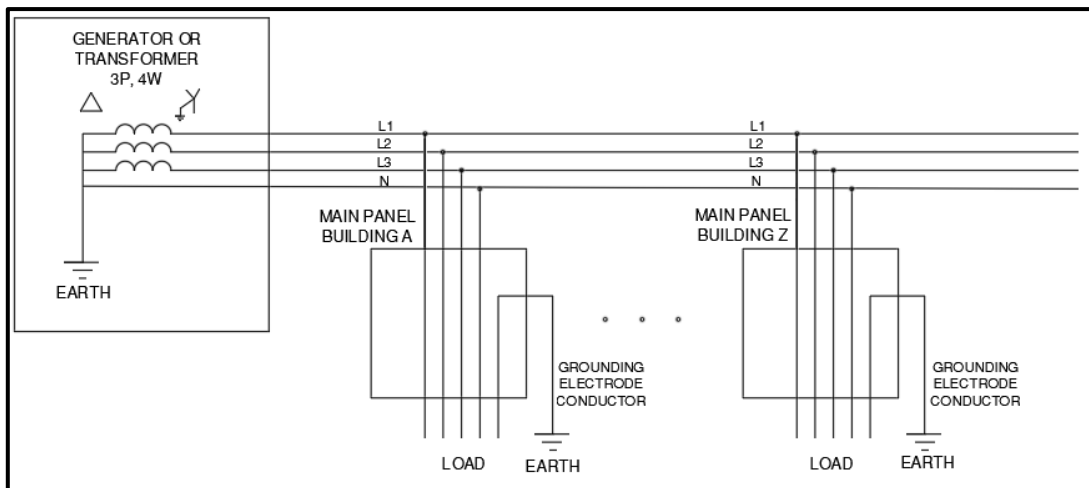 GENERATOR OR
TRANSFORMER
3P, 4W
L1
L2
L3
N
L1
L2
L3
N
MAIN PANEL
BUILDING A
MAIN PANEL
BUILDING Z
EARTH
GROUNDING
ELECTRODE
CONDUCTOR
GROUNDING
ELECTRODE
CONDUCTOR
LOAD
EARTH
LOAD
EARTH